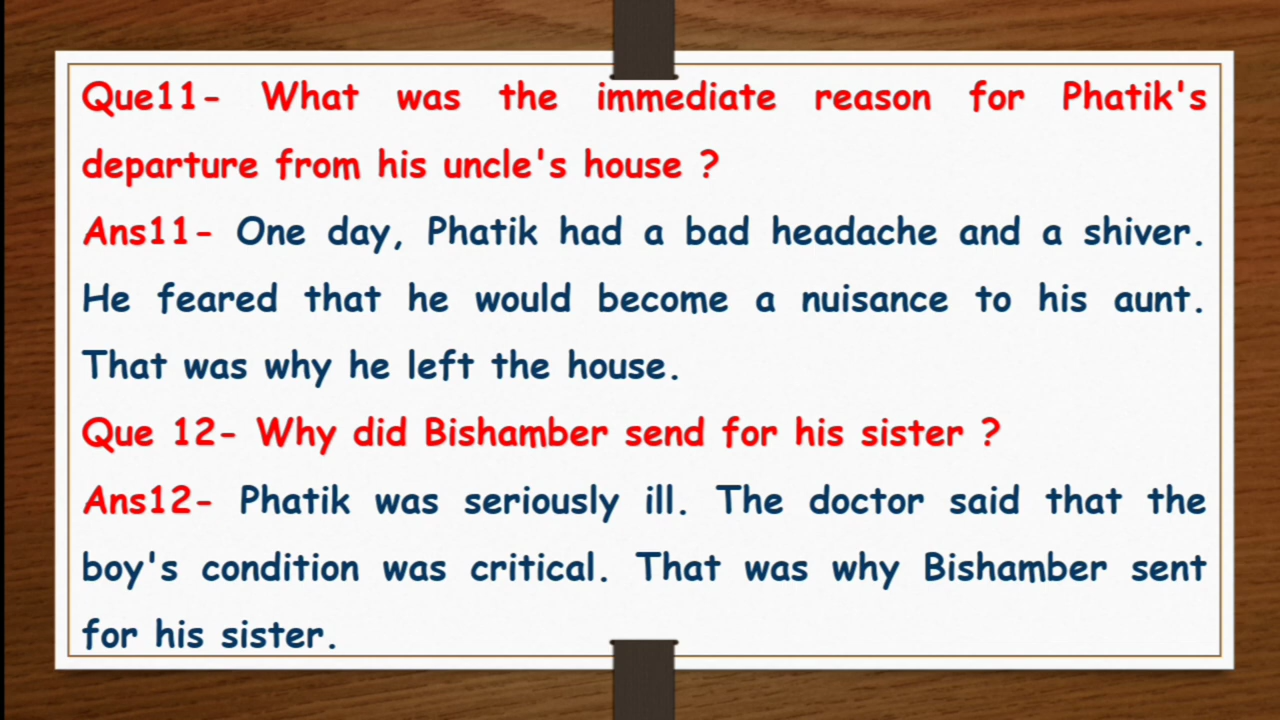 Que11- What was the immediate reason for Phatik's
departure from his uncle's house ?
Ans11- One day, Phatik had a bad headache and a shiver.
He feared that he would become a nuisance to his aunt.
That was why he left the house.
Que 12- Why did Bishamber send for his sister ?
Ans12- Phatik was seriously ill. The doctor said that the
boy's condition was critical. That was why Bishamber sent
for his sister.